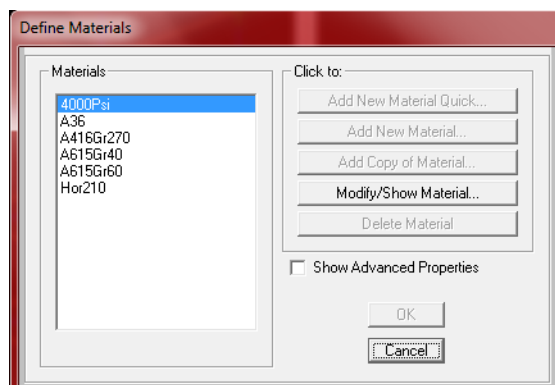 Define Materials
Materials
4000Psi
A36
A416Gr270
A615Gr40
A615Gr60
Hor210
Click to:
Add New Material Quick...
Add New Material...
Add Copy of Material...
Modify/Show Material...
Delete Material
Show Advanced Properties
OK
Cancel